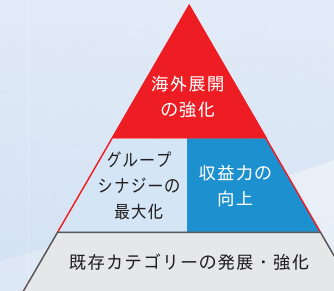 海外展開
の強化
グループ
シナジーの
最大化
収益力の
向上
既存カテゴリーの発展・強化